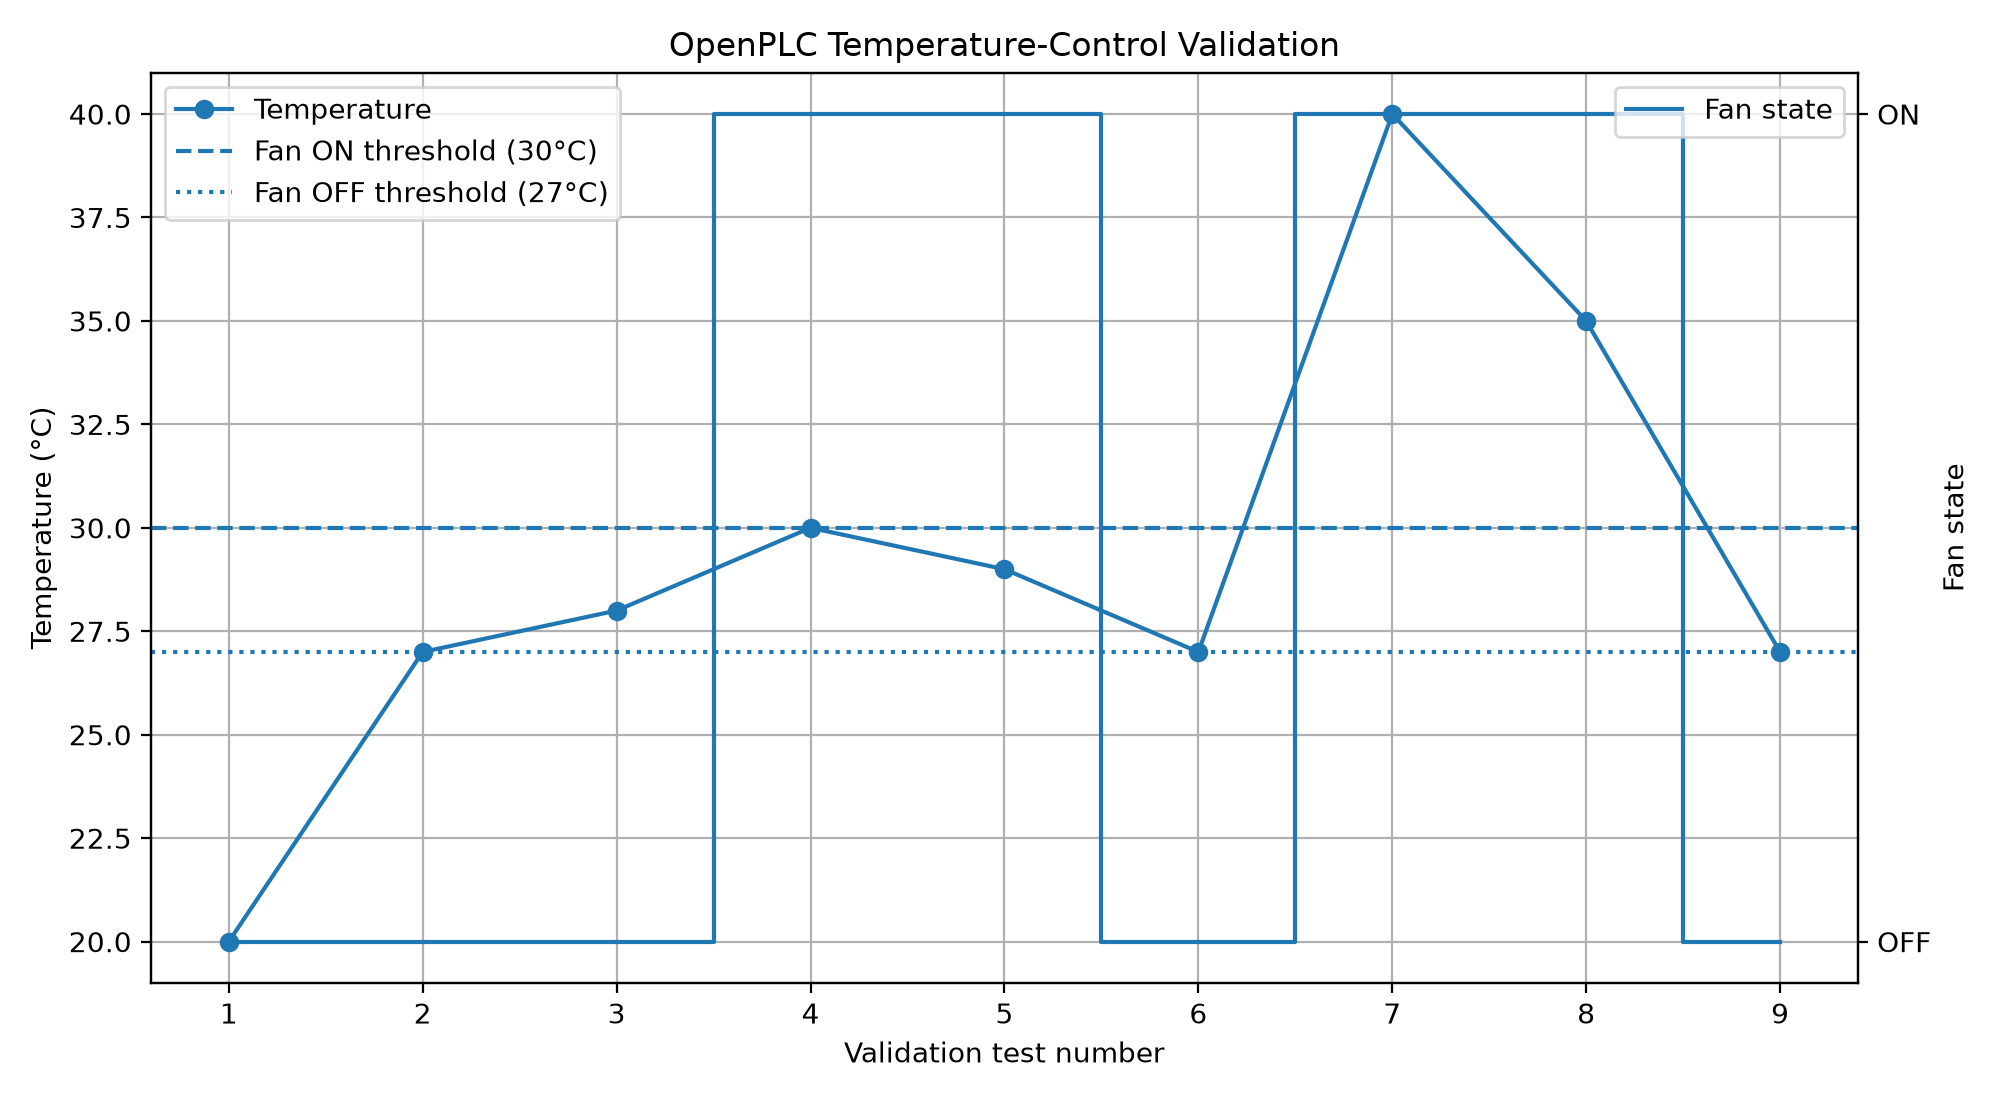 OpenPLC Temperature-Control Validation
Temperature
Fan ON threshold (30°C)
Fan OFF threshold (27°C)
Fan state
40.0
37.5
35.0
32.5
30.0
27.5
25.0
22.5
20.0
Temperature (°C)
ON
OFF
Fan state
1 2 3 4 5 6 7 8 9
Validation test number